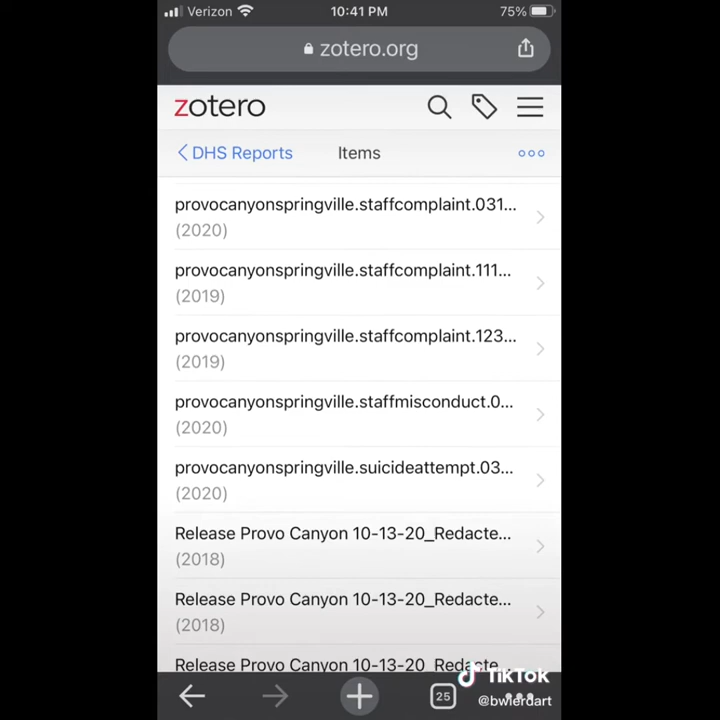 Verizon 10:41 PM 75%
zotero.org
zotero
DHS Reports Items
provocanyonspringville.staffcomplaint.031...
(2020)
provocanyonspringville.staffcomplaint.111...
(2019)
provocanyonspringville.staffcomplaint.123...
(2019)
provocanyonspringville.staffmisconduct.0...
(2020)
provocanyonspringville.suicideattempt.03...
(2020)
Release Provo Canyon 10-13-20_Redacte...
(2018)
Release Provo Canyon 10-13-20_Redacte...
(2018)
Release Provo Canyon 10-13-20_Redacte...
TikTok
25
@bwlerdart